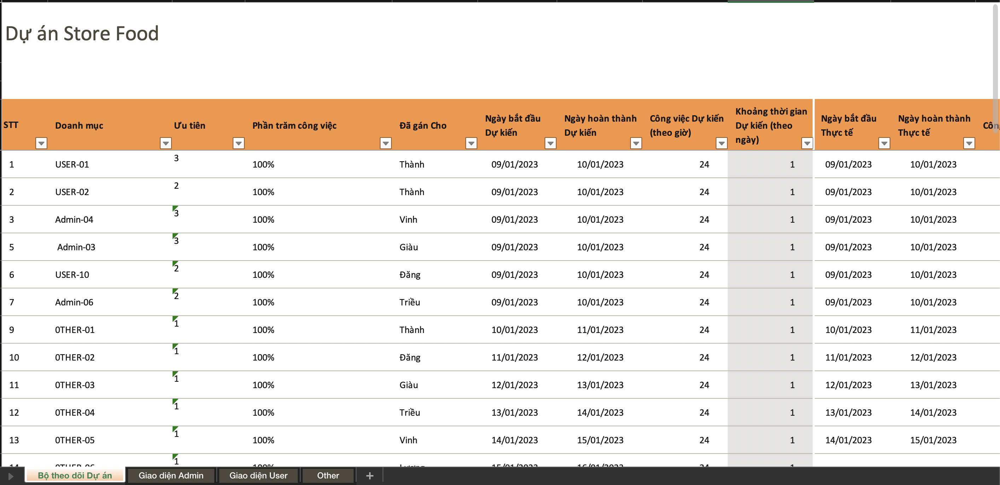 Dự án Store Food
STT Doanh mục Ưu tiên Phần trăm công việc Đã gán Cho Ngày bắt đầu Dự kiến Ngày hoàn thành Dự kiến Công việc Dự kiến (theo giờ) Khoảng thời gian Dự kiến (theo ngày) Ngày bắt đầu Thực tế Ngày hoàn thành Thực tế
1 USER-01 3 100% Thành 09/01/2023 10/01/2023 24 1 09/01/2023 10/01/2023
2 USER-02 2 100% Thành 09/01/2023 10/01/2023 24 1 09/01/2023 10/01/2023
3 Admin-04 3 100% Vinh 09/01/2023 10/01/2023 24 1 09/01/2023 10/01/2023
5 Admin-03 3 100% Giàu 09/01/2023 10/01/2023 24 1 09/01/2023 10/01/2023
6 USER-10 2 100% Đăng 09/01/2023 10/01/2023 24 1 09/01/2023 10/01/2023
7 Admin-06 2 100% Triều 09/01/2023 10/01/2023 24 1 09/01/2023 10/01/2023
9 0THER-01 1 100% Thành 10/01/2023 11/01/2023 24 1 10/01/2023 11/01/2023
10 0THER-02 1 100% Đăng 11/01/2023 12/01/2023 24 1 11/01/2023 12/01/2023
11 0THER-03 1 100% Giàu 12/01/2023 13/01/2023 24 1 12/01/2023 13/01/2023
12 0THER-04 1 100% Triều 13/01/2023 14/01/2023 24 1 13/01/2023 14/01/2023
13 0THER-05 1 100% Vinh 14/01/2023 15/01/2023 24 1 14/01/2023 15/01/2023
1
Bộ theo dõi Dự án Giao diện Admin Giao diện User Other +